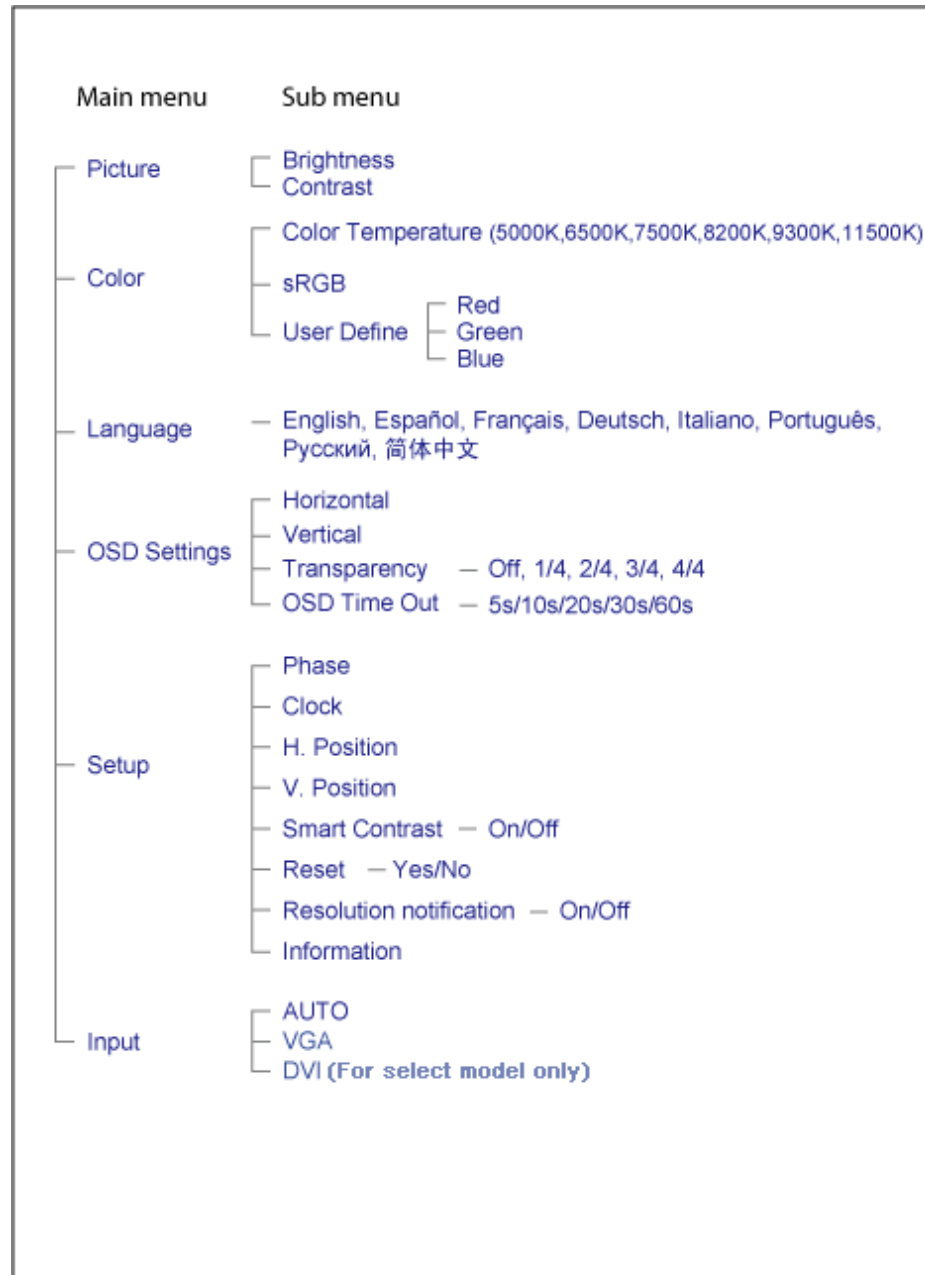 Main menu Sub menu
Picture Brightness
Contrast
Color Temperature (5000K,6500K,7500K,8200K,9300K,11500K)
Color sRGB
Red
User Define Green
Blue
Language English, Español, Français, Deutsch, Italiano, Português,
Русский, 简体中文
Horizontal
Vertical
OSD Settings Transparency Off, 1/4, 2/4, 3/4, 4/4
OSD Time Out 5s/10s/20s/30s/60s
Phase
Clock
H. Position
Setup
V. Position
Smart Contrast On/Off
Reset Yes/No
Resolution notification On/Off
Information
AUTO
Input VGA
DVI (For select model only)